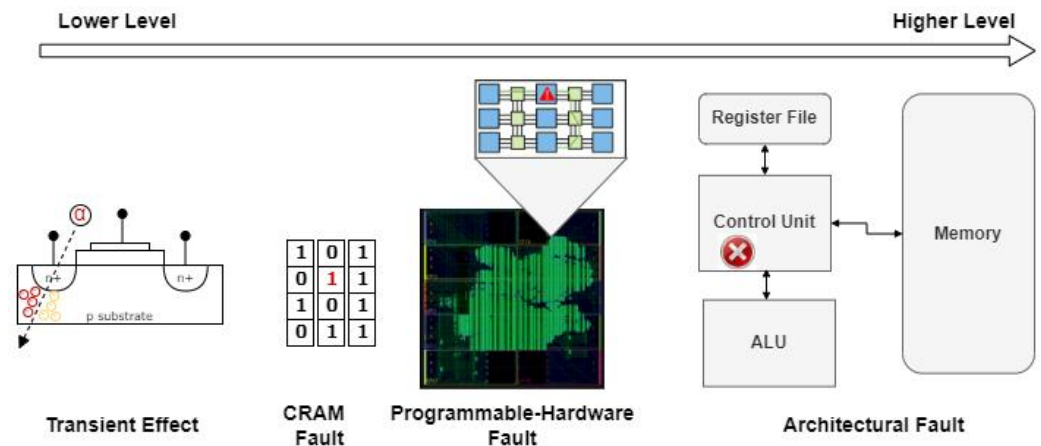 Lower Level
Higher Level
Register File
Control Unit
Memory
ALU
α
n+
n+
p substrate
1 0 1
0 1 1
1 0 1
0 1 1
Transient Effect
CRAM
Fault
Programmable-Hardware
Fault
Architectural Fault